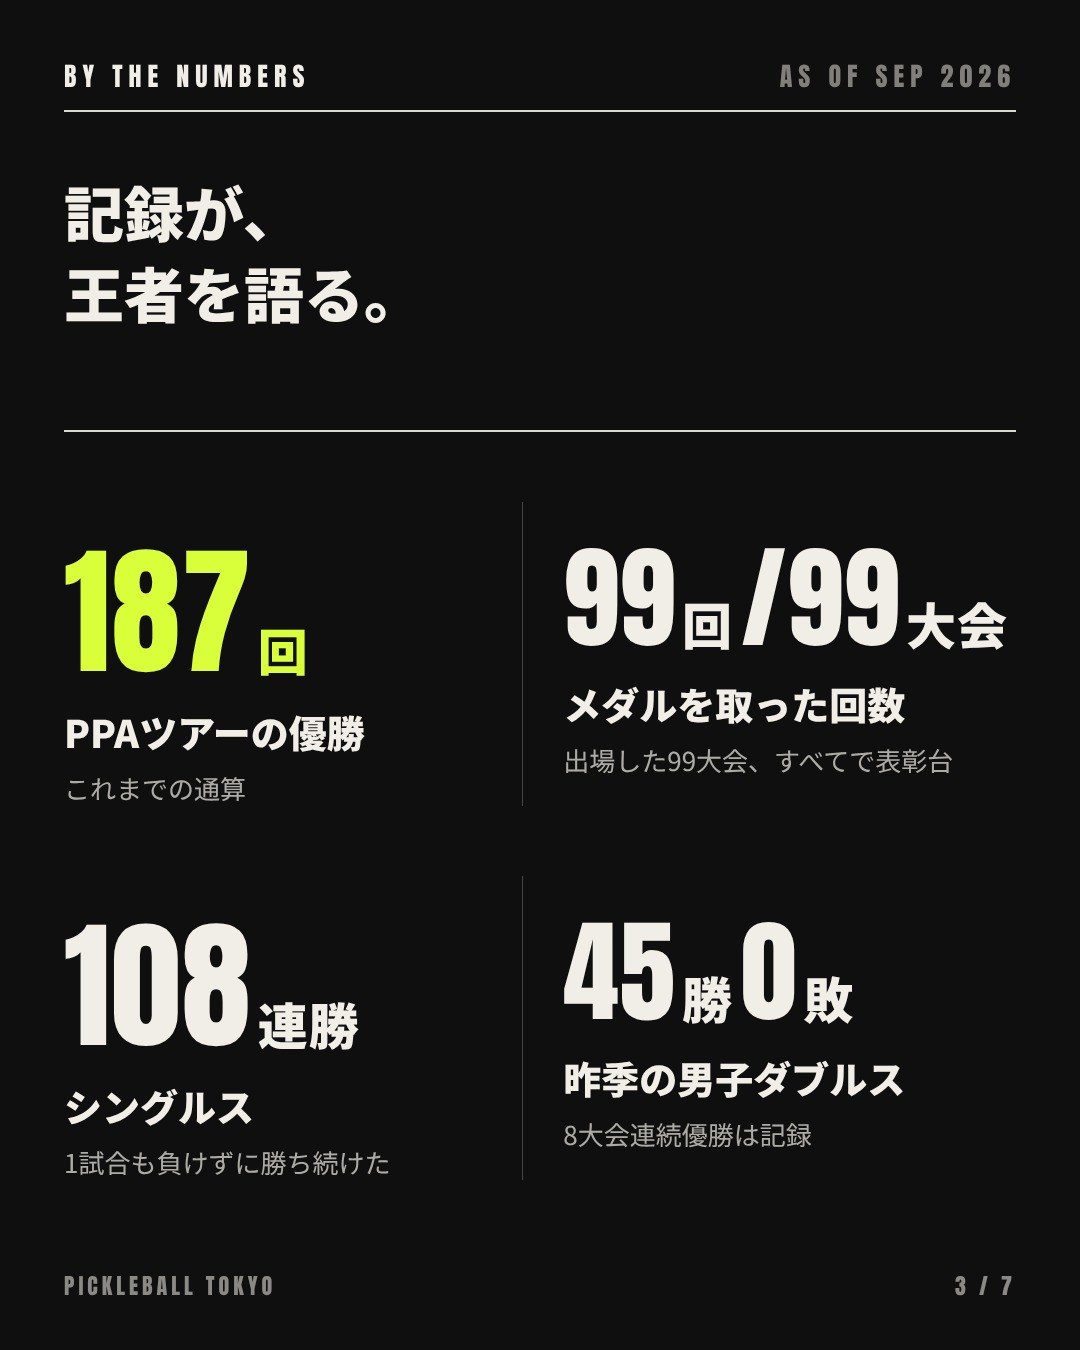 BY THE NUMBERS
AS OF SEP 2026
記録が、
王者を語る。
187回
PPAツアーの優勝
これまでの通算
99回/99大会
メダルを取った回数
出場した99大会、すべてで表彰台
108連勝
シングルス
1試合も負けずに勝ち続けた
45勝0敗
昨季の男子ダブルス
8大会連続優勝は記録
PICKLEBALL TOKYO
3 / 7